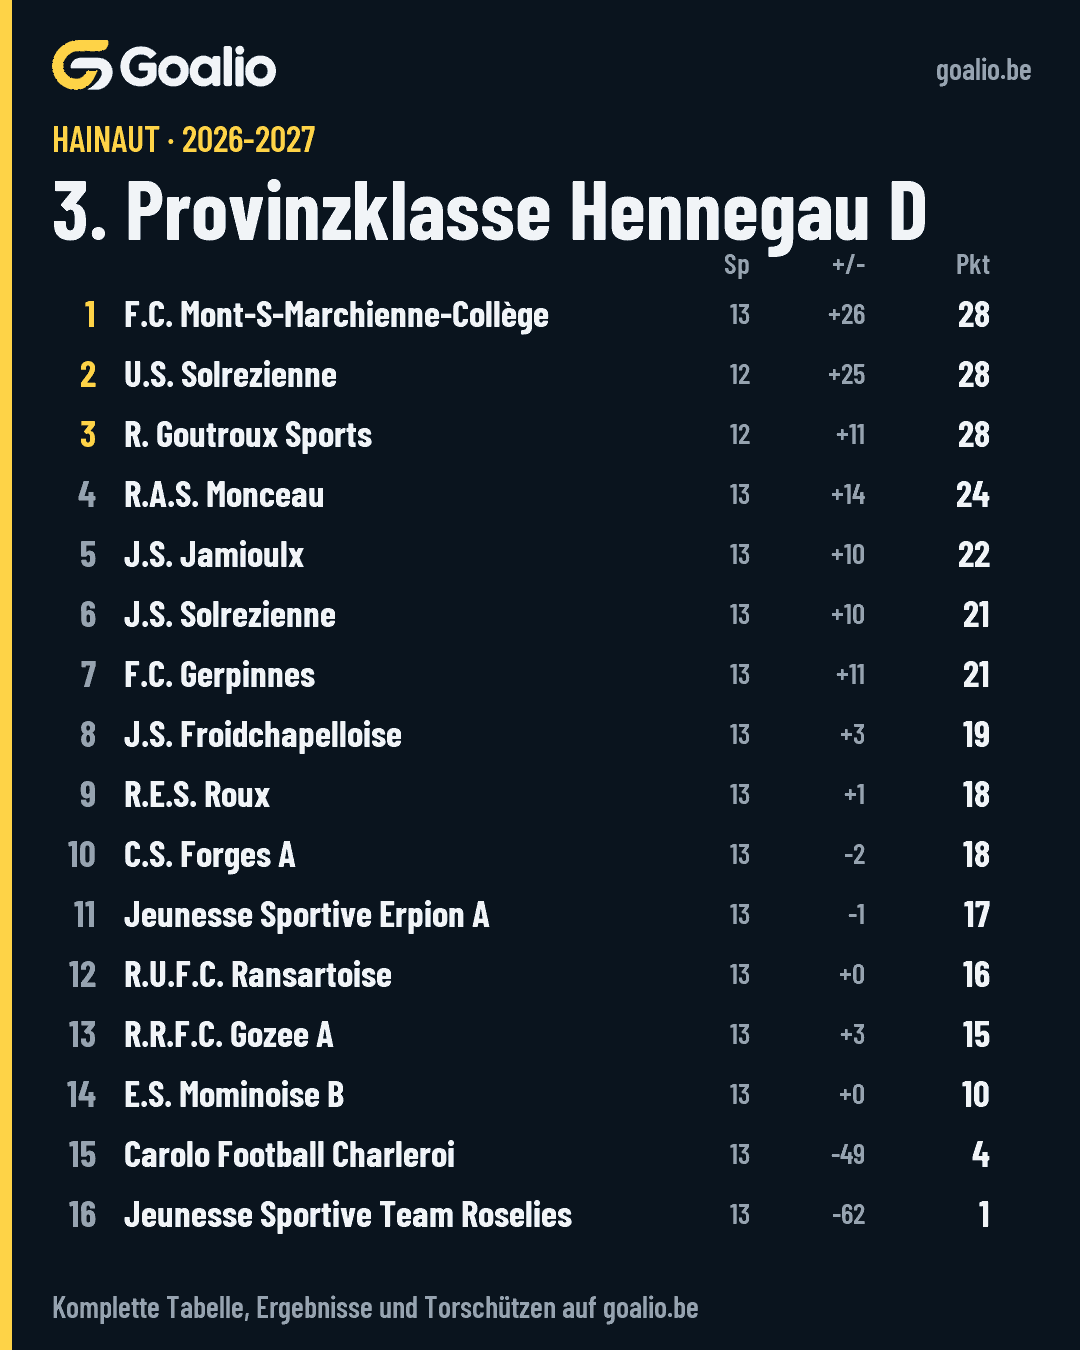 Goalio
goalio.be
HAINAUT · 2026-2027
3. Provinzklasse Hennegau D
Sp +/- Pkt
1 F.C. Mont-S-Marchienne-Collège 13 +26 28
2 U.S. Solrezienne 12 +25 28
3 R. Goutroux Sports 12 +11 28
4 R.A.S. Monceau 13 +14 24
5 J.S. Jamioulx 13 +10 22
6 J.S. Solrezienne 13 +10 21
7 F.C. Gerpinnes 13 +11 21
8 J.S. Froidchapelloise 13 +3 19
9 R.E.S. Roux 13 +1 18
10 C.S. Forges A 13 -2 18
11 Jeunesse Sportive Erpion A 13 -1 17
12 R.U.F.C. Ransartoise 13 +0 16
13 R.R.F.C. Gozee A 13 +3 15
14 E.S. Mominoise B 13 +0 10
15 Carolo Football Charleroi 13 -49 4
16 Jeunesse Sportive Team Roselies 13 -62 1
Komplette Tabelle, Ergebnisse und Torschützen auf goalio.be